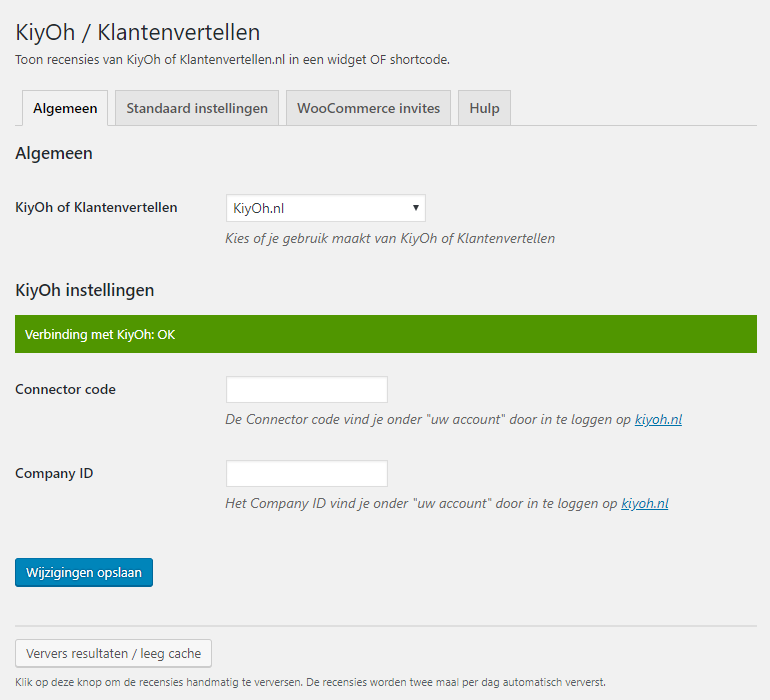 KiyOh / Klantenvertellen
Toon recensies van KiyOh of Klantenvertellen.nl in een widget OF shortcode.
Algemeen Standaard instellingen WooCommerce invites Hulp
Algemeen
KiyOh of Klantenvertellen KiyOh.nl
Kies of je gebruik maakt van KiyOh of Klantenvertellen
KiyOh instellingen
Verbinding met KiyOh: OK
Connector code
De Connector code vind je onder "uw account" door in te loggen op kiyoh.nl
Company ID
Het Company ID vind je onder "uw account" door in te loggen op kiyoh.nl
Wijzigingen opslaan
Ververs resultaten / leeg cache
Klik op deze knop om de recensies handmatig te verversen. De recensies worden twee maal per dag automatisch ververst.